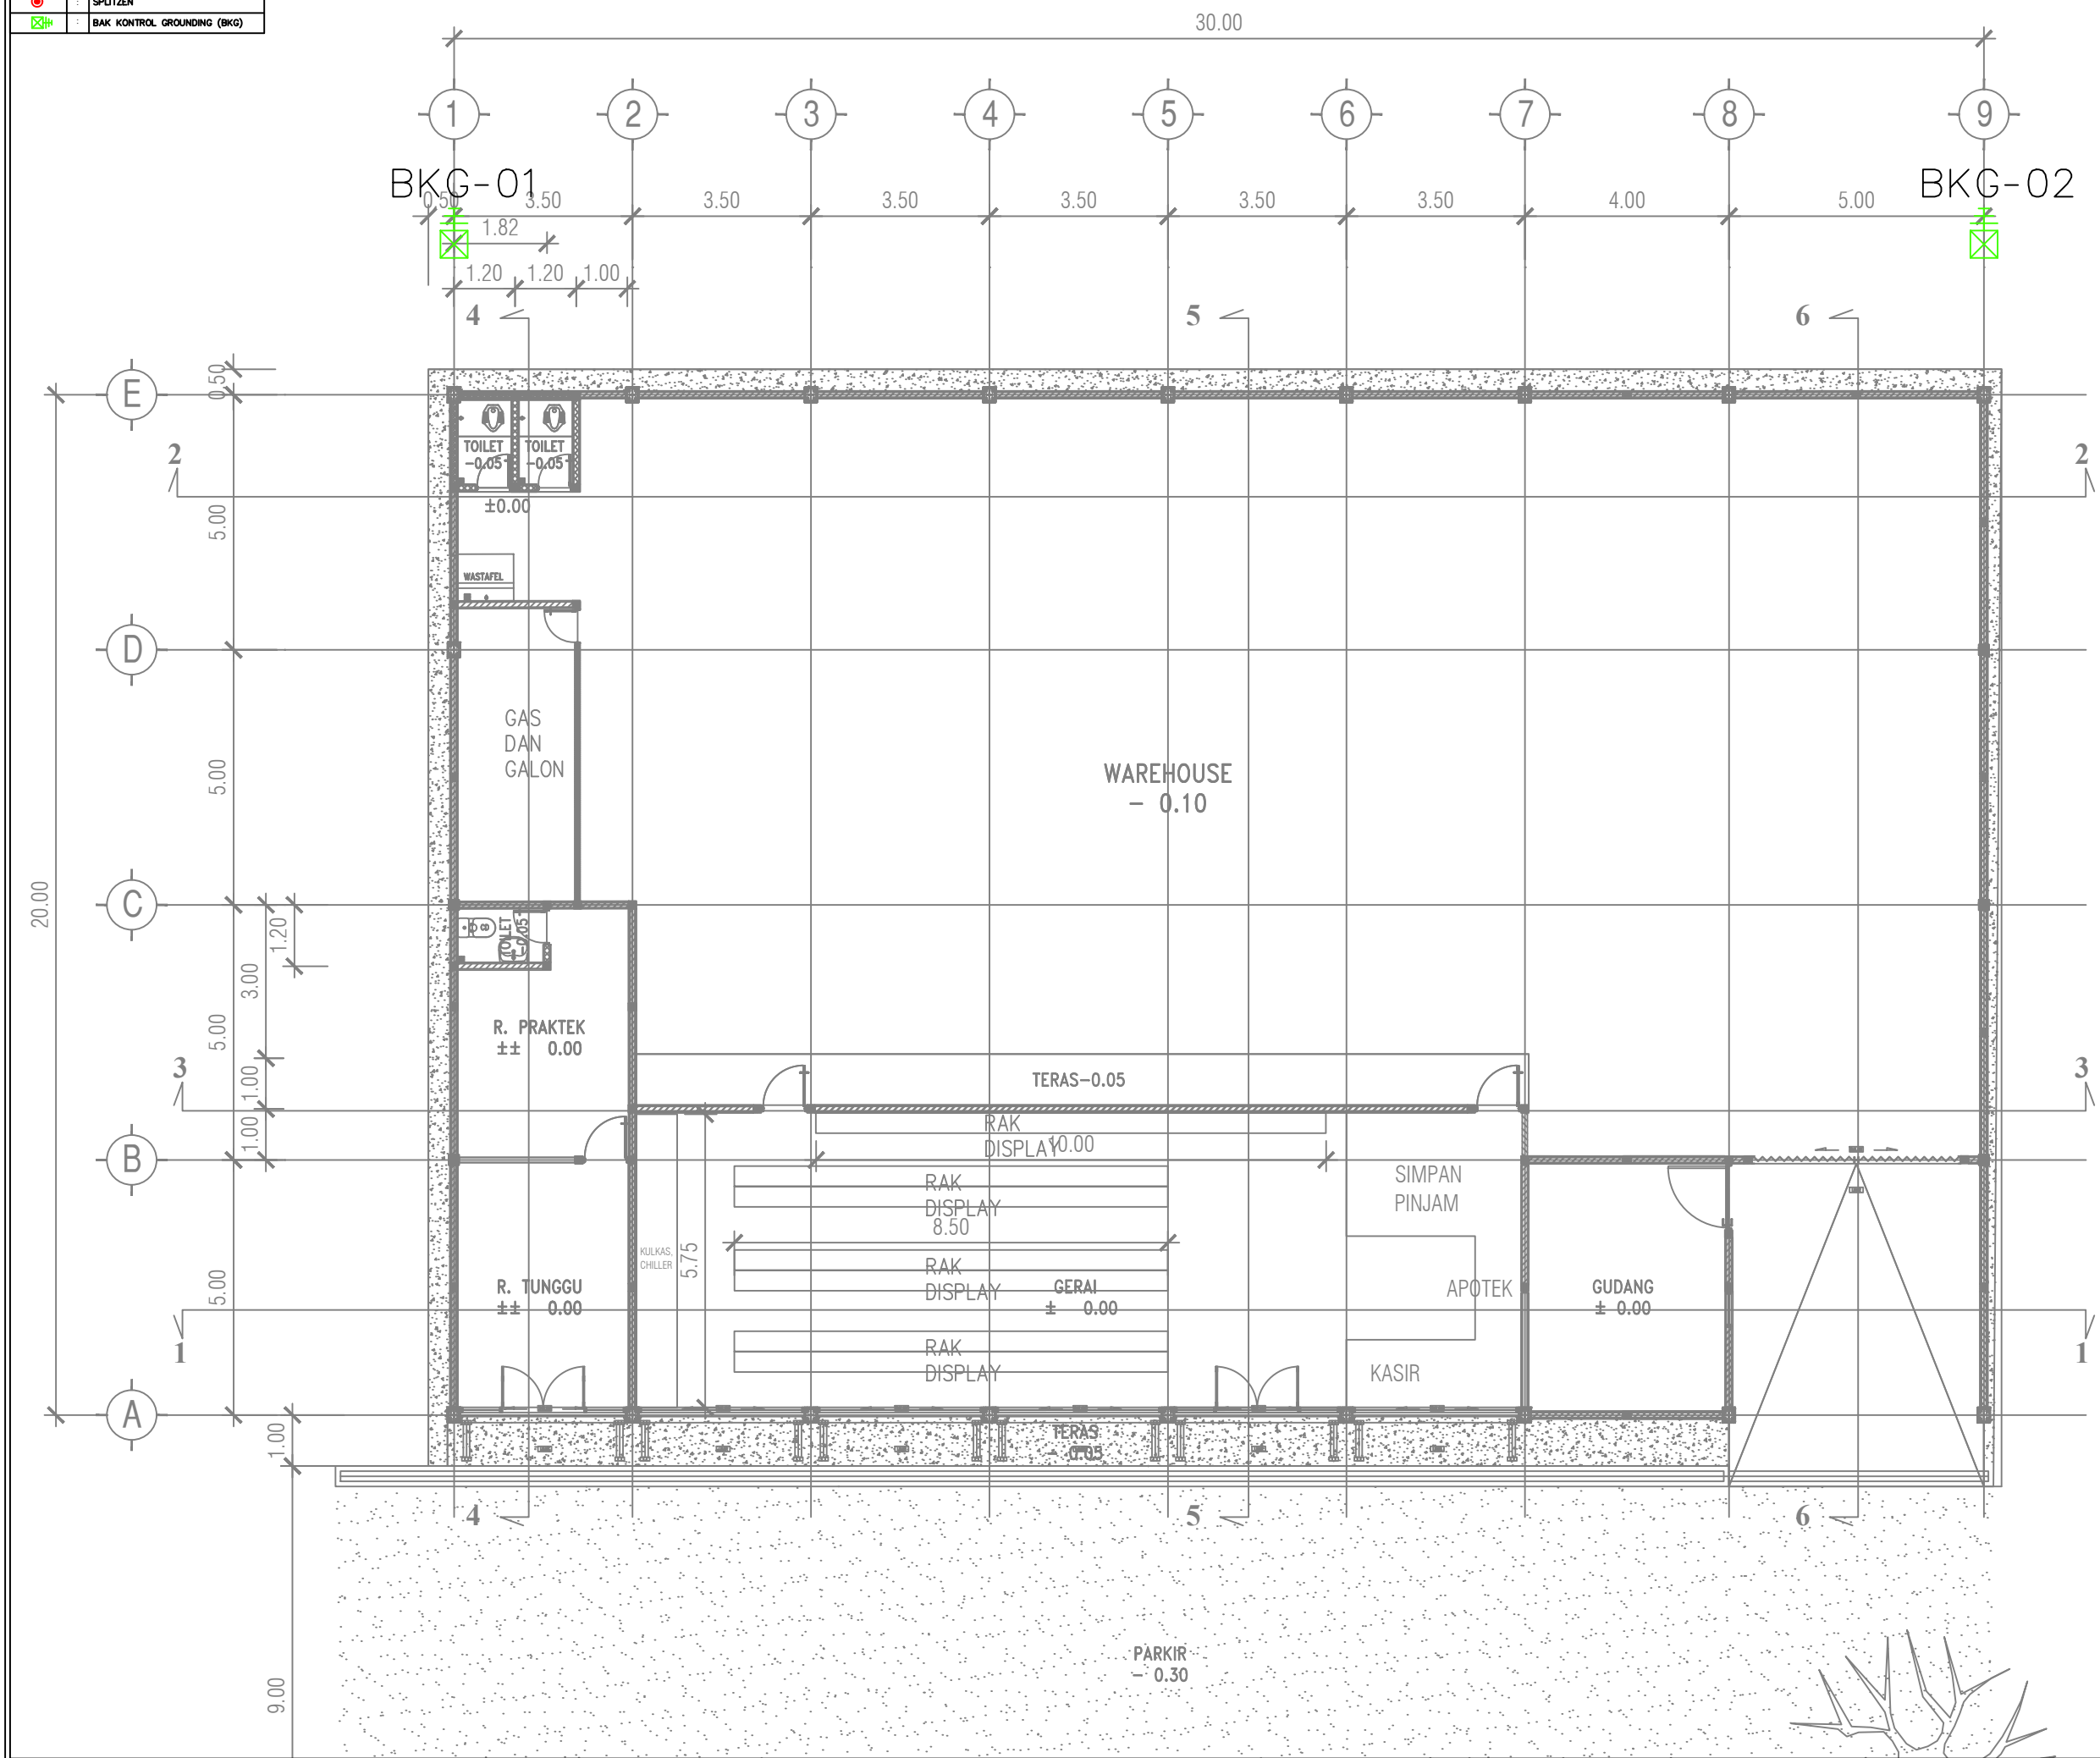 : SPLITZEN
: BAK KONTROL GROUNDING (BKG)
30.00
1 2 3 4 5 6 7 8 9
BKG-01 BKG-02
0.50 3.50 3.50 3.50 3.50 3.50 3.50 4.00 5.00
1.82
1.20 1.20 1.00
4 5 6
0.50
E
TOILET TOILET
-0.05 -0.05
2 2
±0.00
5.00
WASTAFEL
D
GAS
DAN
GALON
5.00
WAREHOUSE
- 0.10
20.00
C
1.20
TOILET
-0.05
3.00
R. PRAKTEK
±± 0.00
5.00
3 3
1.00
TERAS-0.05
RAK
DISPLAY
10.00
1.00
B
SIMPAN
PINJAM
RAK
DISPLAY
8.50
KULKAS,
CHILLER
5.75
RAK
DISPLAY
R. TUNGGU
±± 0.00
GERAI
± 0.00
APOTEK
GUDANG
± 0.00
5.00
1 1
RAK
DISPLAY
KASIR
A
1.00
TERAS
- 0.05
4 5 6
PARKIR
- 0.30
9.00